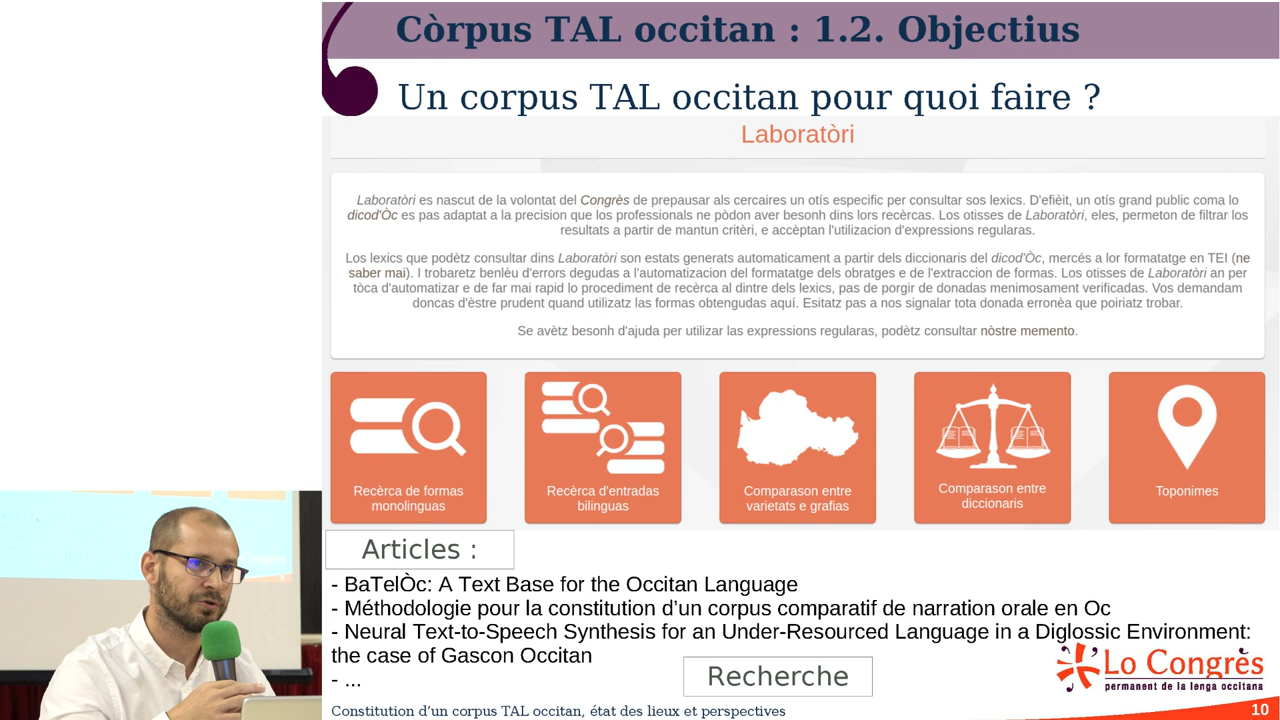 Còrpus TAL occitan : 1.2. Objectius
Un corpus TAL occitan pour quoi faire ?
Laboratòri
Laboratòri es nascut de la volontat del Congrès de prepausar als cercaires un otís especific per consultar sos lexics. D'efièit, un otís grand public coma lo
dicod'Òc es pas adaptat a la precision que los professionals ne pòdon aver besonh dins lors recèrcas. Los otisses de Laboratòri, eles, permeton de filtrar los
resultats a partir de mantun critèri, e accèptan l'utilizacion d'expressions regularas.
Los lexics que podètz consultar dins Laboratòri son estats generats automaticament a partir dels diccionaris del dicod'Òc, mercés a lor formatatge en TEI (ne
saber mai). I trobaretz benlèu d'errors degudas a l'automatizacion del formatatge dels obratges e de l'extraccion de formas. Los otisses de Laboratòri an per
tòca d'automatizar e de far mai rapid lo procediment de recèrca al dintre dels lexics, pas de porgir de donadas menimosament verificadas. Vos demandam
doncas d'èstre prudent quand utilizatz las formas obtengudas aquí. Esitatz pas a nos signalar tota donada erronèa que poiriatz trobar.
Se avètz besonh d'ajuda per utilizar las expressions regularas, podètz consultar nòstre memento.
Recèrca de formas
monolinguas
Recèrca d'entradas
bilinguas
Comparason entre
varietats e grafias
Comparason entre
diccionaris
Toponimes
Articles :
- BaTelÒc: A Text Base for the Occitan Language
- Méthodologie pour la constitution d'un corpus comparatif de narration orale en Oc
- Neural Text-to-Speech Synthesis for an Under-Resourced Language in a Diglossic Environment:
the case of Gascon Occitan
- ...
Recherche
Lo Congrès
permanent de la lenga occitana
Constitution d'un corpus TAL occitan, état des lieux et perspectives
10